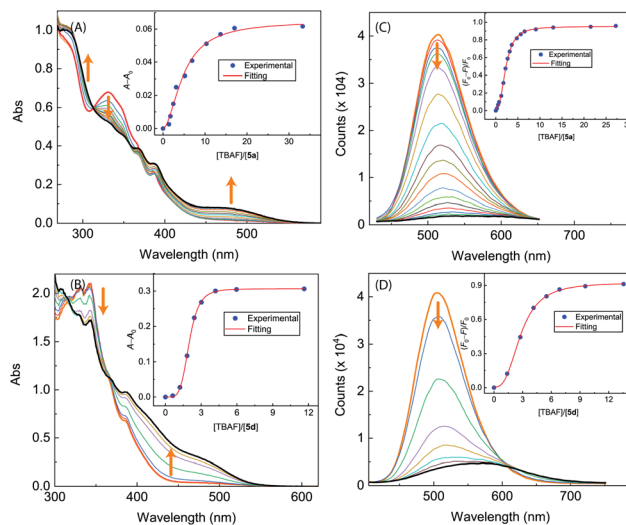 (A)
Abs
1.0
0.8
0.6
0.4
0.2
0.0
300
400
500
Wavelength (nm)
A–A0
0.06
0.04
0.02
0.00
0
10
20
30
[TBAF]/[5a]
Experimental
Fitting
(C)
Counts (x 104)
4
3
2
1
0
500
600
700
Wavelength (nm)
(F0–F)/F0
1.0
0.8
0.6
0.4
0.2
0.0
0
5
10
15
20
25
[TBAF]/[5a]
Experimental
Fitting
(B)
Abs
2.0
1.5
1.0
0.5
0.0
300
400
500
600
Wavelength (nm)
A–A0
0.3
0.2
0.1
0.0
0
3
6
9
12
[TBAF]/[5d]
Experimental
Fitting
(D)
Counts (x 10^4)
4
3
2
1
0
400
500
600
700
Wavelength (nm)
(F0–F)/F0
0.9
0.6
0.3
0.0
0
3
6
9
12
[TBAF]/[5d]
Experimental
Fitting